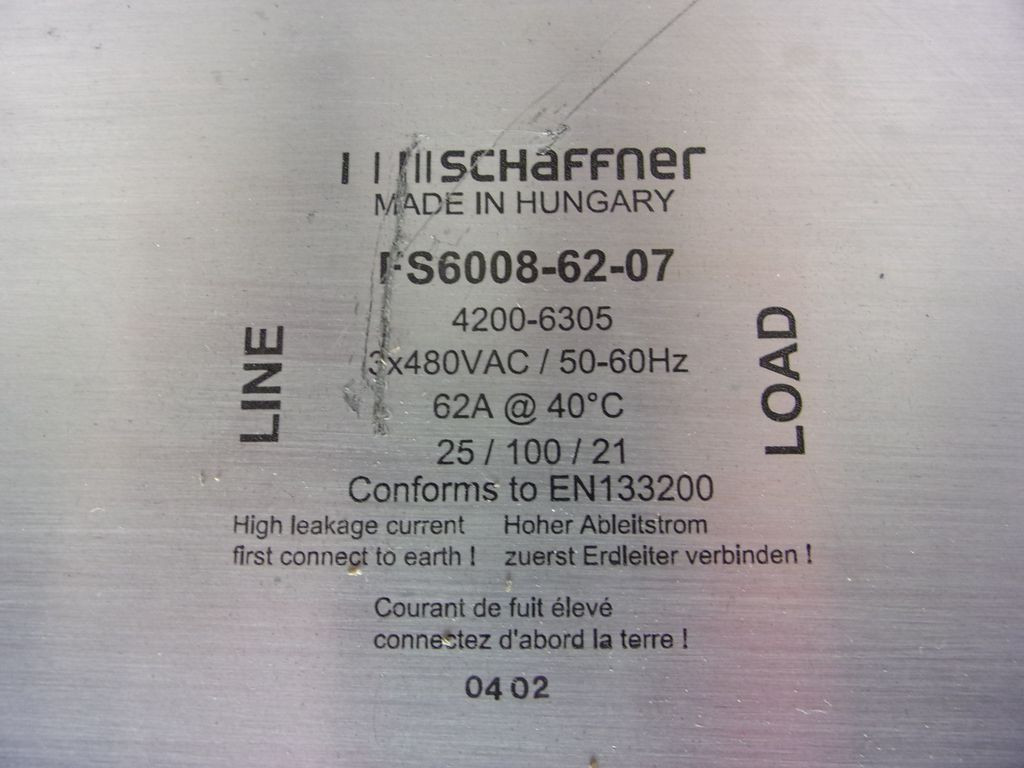 SCHAFFNER
MADE IN HUNGARY
FS6008-62-07
4200-6305
3x480VAC / 50-60Hz
62A @ 40°C
25 / 100 / 21
Conforms to EN133200
LINE
LOAD
High leakage current
first connect to earth !
Hoher Ableitstrom
zuerst Erdleiter verbinden !
Courant de fuit élevé
connectez d'abord la terre !
04 02